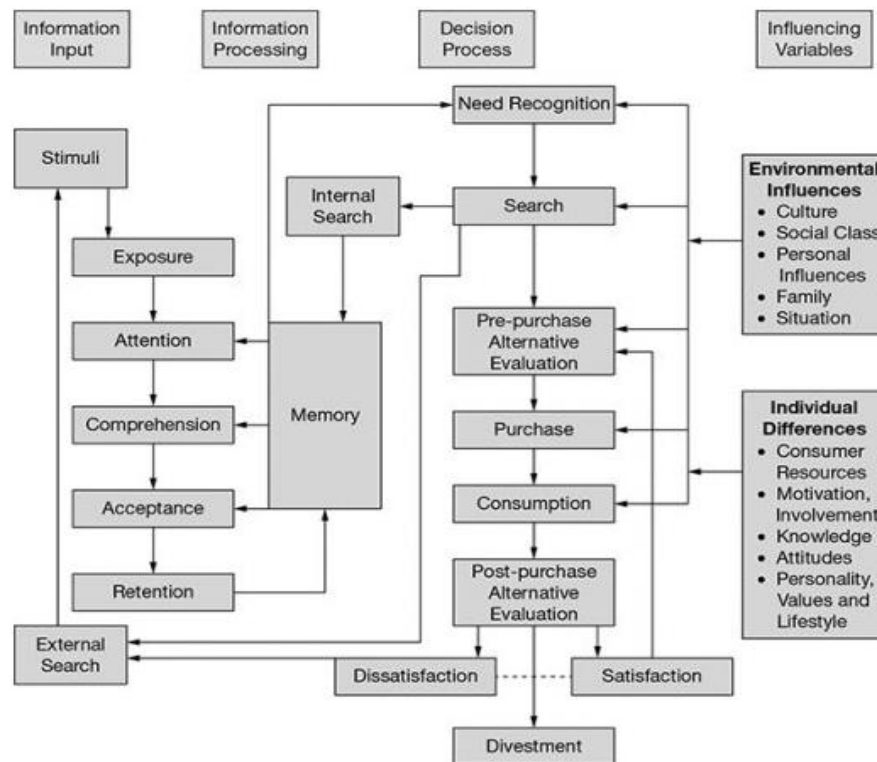 Information
Input
Information
Processing
Decision
Process
Influencing
Variables
Need Recognition
Stimuli
Internal
Search
Search
Exposure
Attention
Comprehension
Acceptance
Retention
Memory
External
Search
Pre-purchase
Alternative
Evaluation
Purchase
Consumption
Post-purchase
Alternative
Evaluation
Dissatisfaction
Satisfaction
Divestment
Environmental
Influences
• Culture
• Social Class
• Personal
Influences
• Family
• Situation
Individual
Differences
• Consumer
Resources
• Motivation,
Involvement
• Knowledge
• Attitudes
• Personality,
Values and
Lifestyle